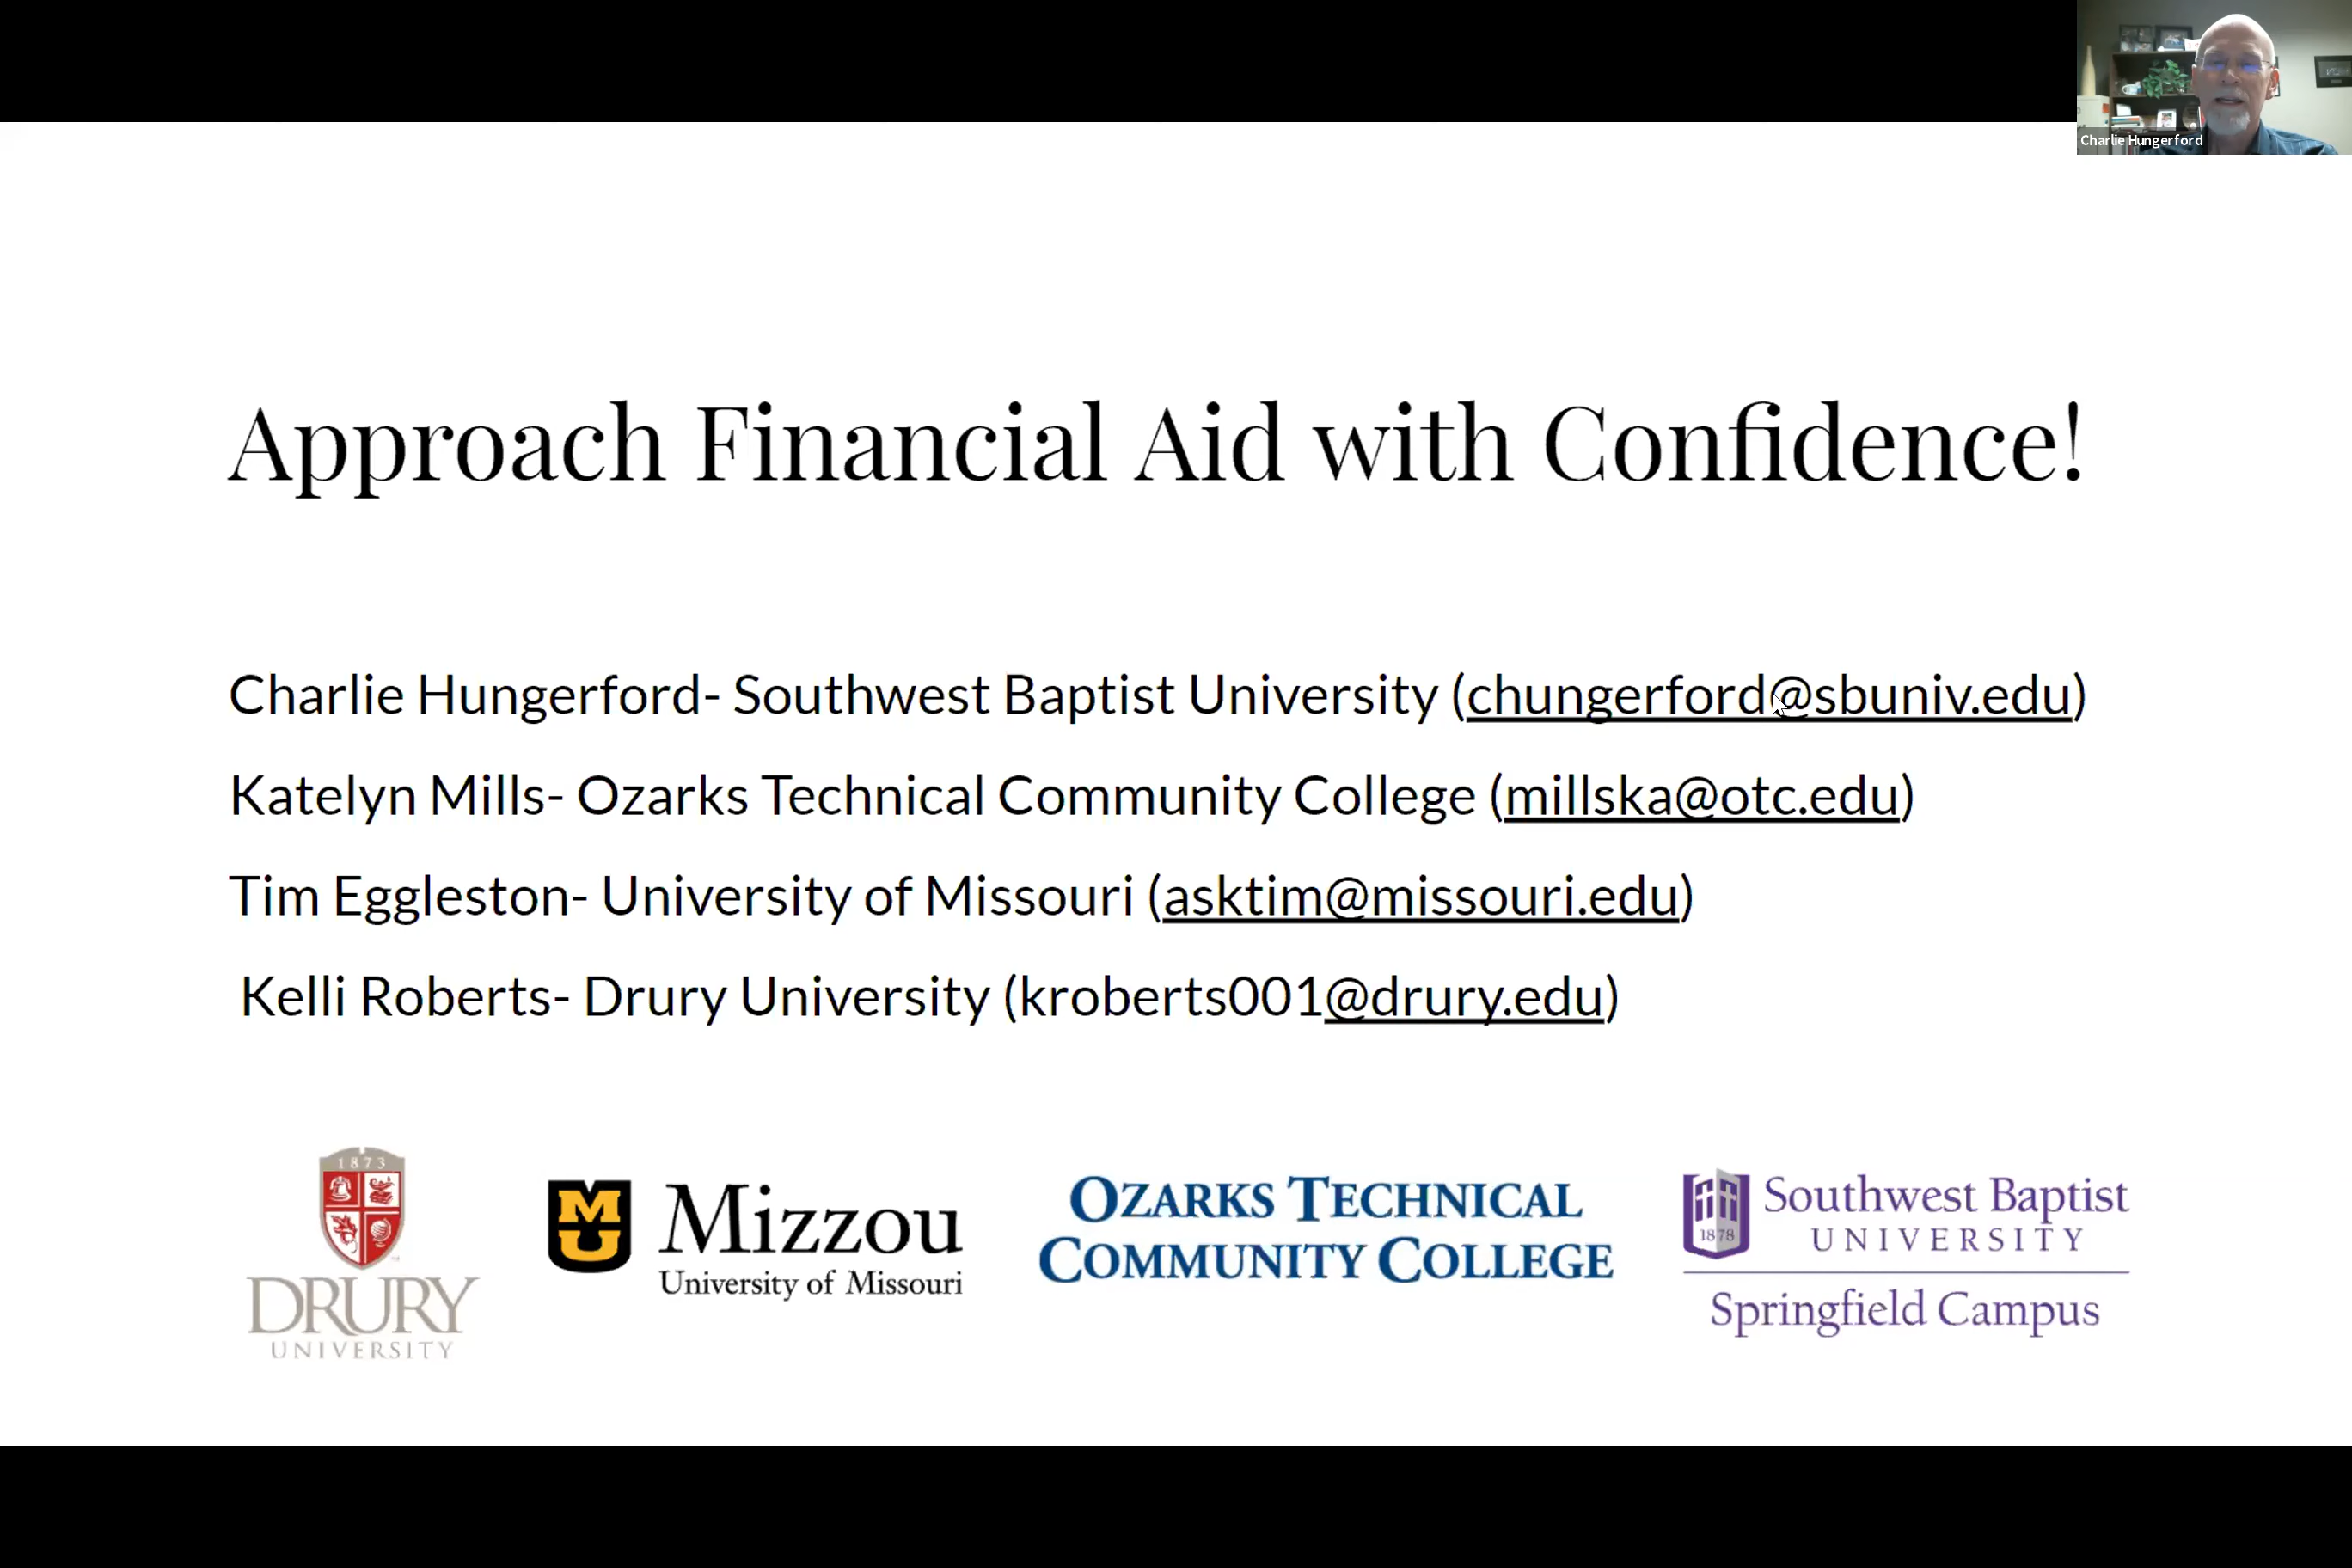 Charlie Hungerford
Approach Financial Aid with Confidence!
Charlie Hungerford- Southwest Baptist University (chungerford@sbuniv.edu)
Katelyn Mills- Ozarks Technical Community College (millska@otc.edu)
Tim Eggleston- University of Missouri (asktim@missouri.edu)
Kelli Roberts- Drury University (kroberts001@drury.edu)
1873
DRURY
UNIVERSITY
MU
Mizzou
University of Missouri
OZARKS TECHNICAL
COMMUNITY COLLEGE
1878
Southwest Baptist
UNIVERSITY
Springfield Campus